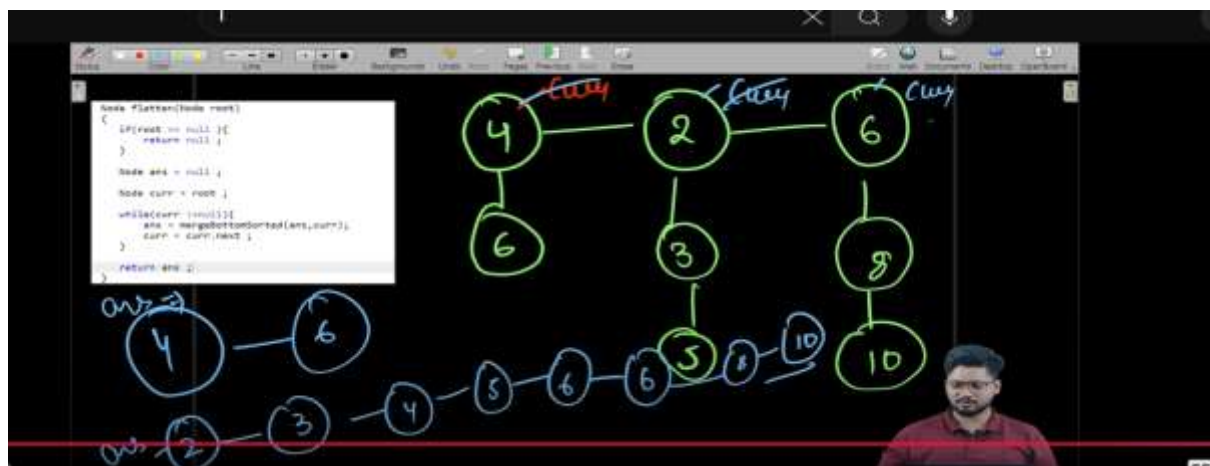 Node flatten(Node root)
{
if(root == null ){
return null ;
}
Node ans = null ;
Node curr = root ;
while(curr !=null){
ans = mergeBottomSorted(ans,curr);
curr = curr.next ;
}
return ans ;
}
curr curr curr
4 2 6
6 3 8
5 10
ans =>
4 6
ans 2 3 4 5 6 6 8 10